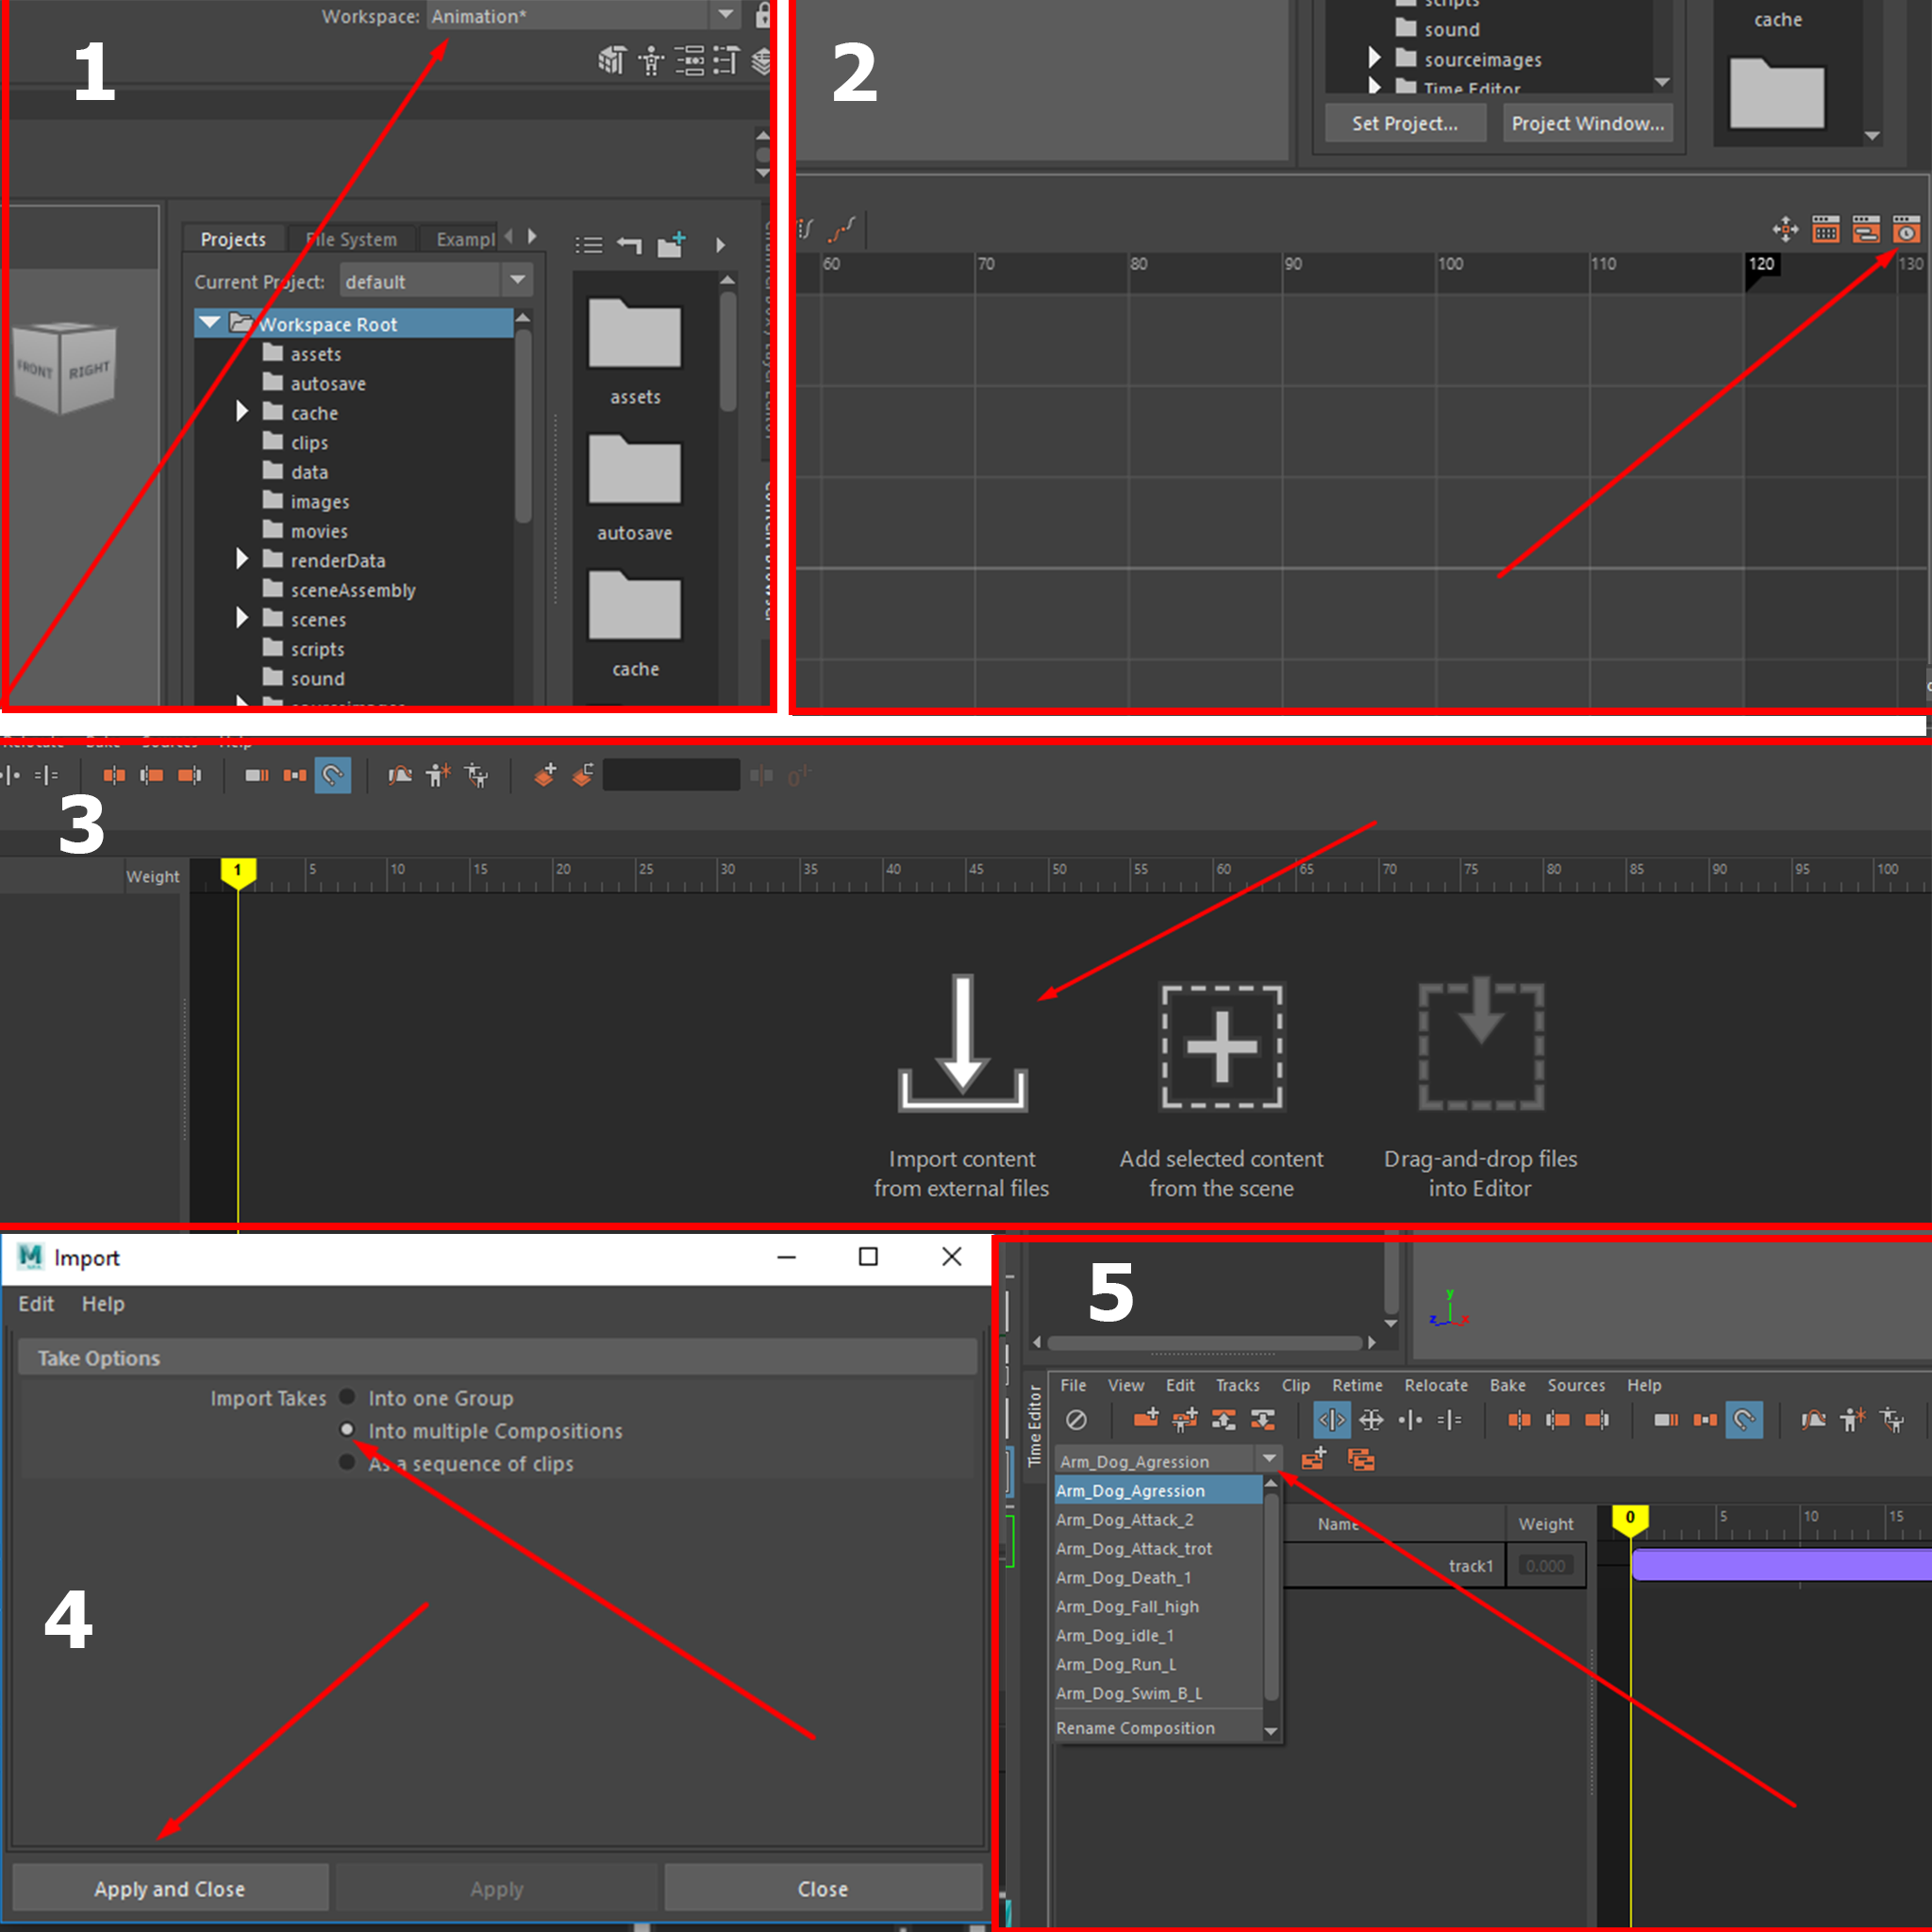 1
Workspace: Animation*
Projects File System Exampl
Current Project: default
Workspace Root
assets
autosave
cache
clips
data
images
movies
renderData
sceneAssembly
scenes
scripts
sound
assets
autosave
cache
FRONT RIGHT
Content Browser
2
scripts
sound
sourceimages
Time Editor
Set Project... Project Window...
cache
60 70 80 90 100 110 120 130
3
Relocate Bake Sources Help
Weight 1 5 10 15 20 25 30 35 40 45 50 55 60 65 70 75 80 85 90 95 100
Import content
from external files
Add selected content
from the scene
Drag-and-drop files
into Editor
4
Import
Edit Help
Take Options
Import Takes Into one Group
Into multiple Compositions
As a sequence of clips
Apply and Close Apply Close
5
y
z x
Time Editor
File View Edit Tracks Clip Retime Relocate Bake Sources Help
Arm_Dog_Agression
Arm_Dog_Agression
Arm_Dog_Attack_2
Arm_Dog_Attack_trot
Arm_Dog_Death_1
Arm_Dog_Fall_high
Arm_Dog_idle_1
Arm_Dog_Run_L
Arm_Dog_Swim_B_L
Rename Composition
Name Weight 0 5 10 15
track1 0.000